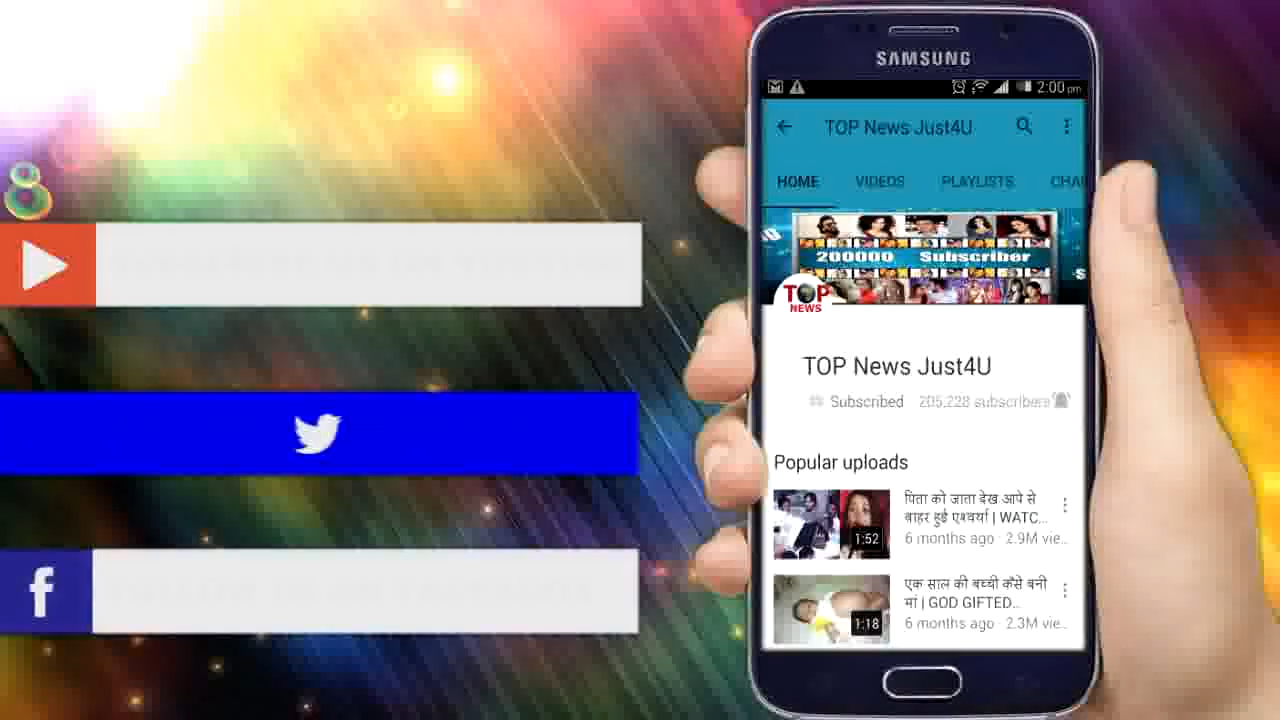 8
SAMSUNG
2:00 pm
TOP News Just4U
HOME VIDEOS PLAYLISTS CHA
200000 Subscriber
TOP
NEWS
TOP News Just4U
Subscribed 205,228 subscribers
Popular uploads
पिता को जाता देख आपे से
बाहर हुई एश्वर्या | WATC...
6 months ago · 2.9M vie..
1:52
एक साल की बच्ची कैसे बनी
मां | GOD GIFTED...
6 months ago · 2.3M vie..
1:18